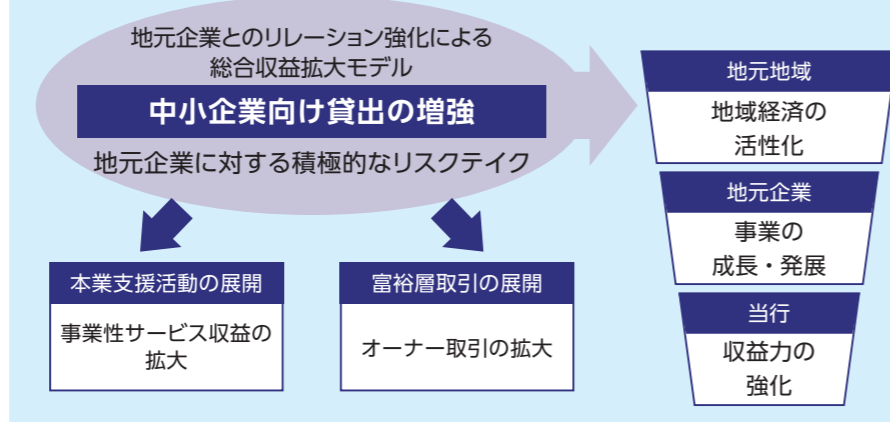 地元企業とのリレーション強化による
総合収益拡大モデル
中小企業向け貸出の増強
地元企業に対する積極的なリスクテイク
本業支援活動の展開
事業性サービス収益の
拡大
富裕層取引の展開
オーナー取引の拡大
地元地域
地域経済の
活性化
地元企業
事業の
成長・発展
当行
収益力の
強化